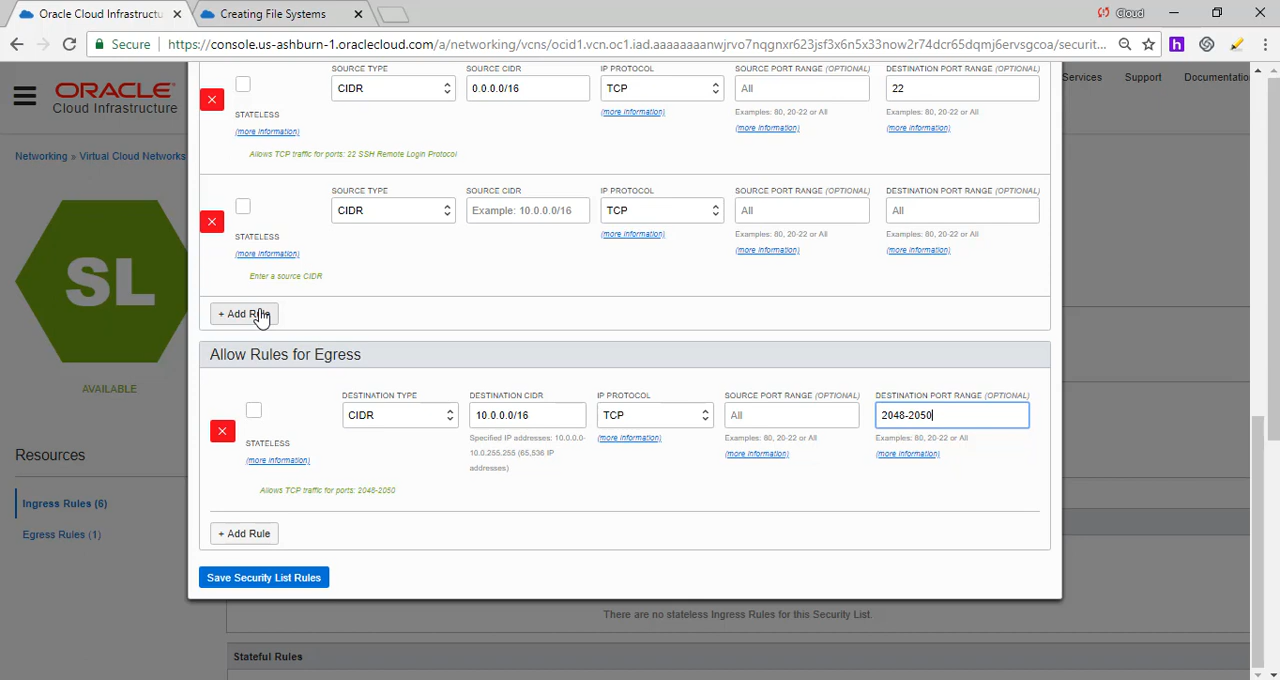 Oracle Cloud Infrastructu
Creating File Systems
Cloud
Secure
https://console.us-ashburn-1.oraclecloud.com/a/networking/vcns/ocid1.vcn.oc1.iad.aaaaaaaanwjrvo7nqgnxr623jsf3x6n5x33now2r74dcr65dqmj6ervsgcoa/securit...
ORACLE
Cloud Infrastructure
Services
Support
Documentatio
Networking » Virtual Cloud Networks
SL
AVAILABLE
Resources
Ingress Rules (6)
Egress Rules (1)
SOURCE TYPE
SOURCE CIDR
IP PROTOCOL
SOURCE PORT RANGE (OPTIONAL)
DESTINATION PORT RANGE (OPTIONAL)
CIDR
0.0.0.0/16
TCP
All
22
STATELESS
(more information)
(more information)
Examples: 80, 20-22 or All
(more information)
Examples: 80, 20-22 or All
(more information)
Allows TCP traffic for ports: 22 SSH Remote Login Protocol
SOURCE TYPE
SOURCE CIDR
IP PROTOCOL
SOURCE PORT RANGE (OPTIONAL)
DESTINATION PORT RANGE (OPTIONAL)
CIDR
Example: 10.0.0.0/16
TCP
All
All
STATELESS
(more information)
(more information)
Examples: 80, 20-22 or All
(more information)
Examples: 80, 20-22 or All
(more information)
Enter a source CIDR
+ Add Rule
Allow Rules for Egress
DESTINATION TYPE
DESTINATION CIDR
IP PROTOCOL
SOURCE PORT RANGE (OPTIONAL)
DESTINATION PORT RANGE (OPTIONAL)
CIDR
10.0.0.0/16
TCP
All
2048-2050
STATELESS
(more information)
Specified IP addresses: 10.0.0.0-
10.0.255.255 (65,536 IP
addresses)
(more information)
Examples: 80, 20-22 or All
(more information)
Examples: 80, 20-22 or All
(more information)
Allows TCP traffic for ports: 2048-2050
+ Add Rule
Save Security List Rules
There are no stateless Ingress Rules for this Security List.
Stateful Rules